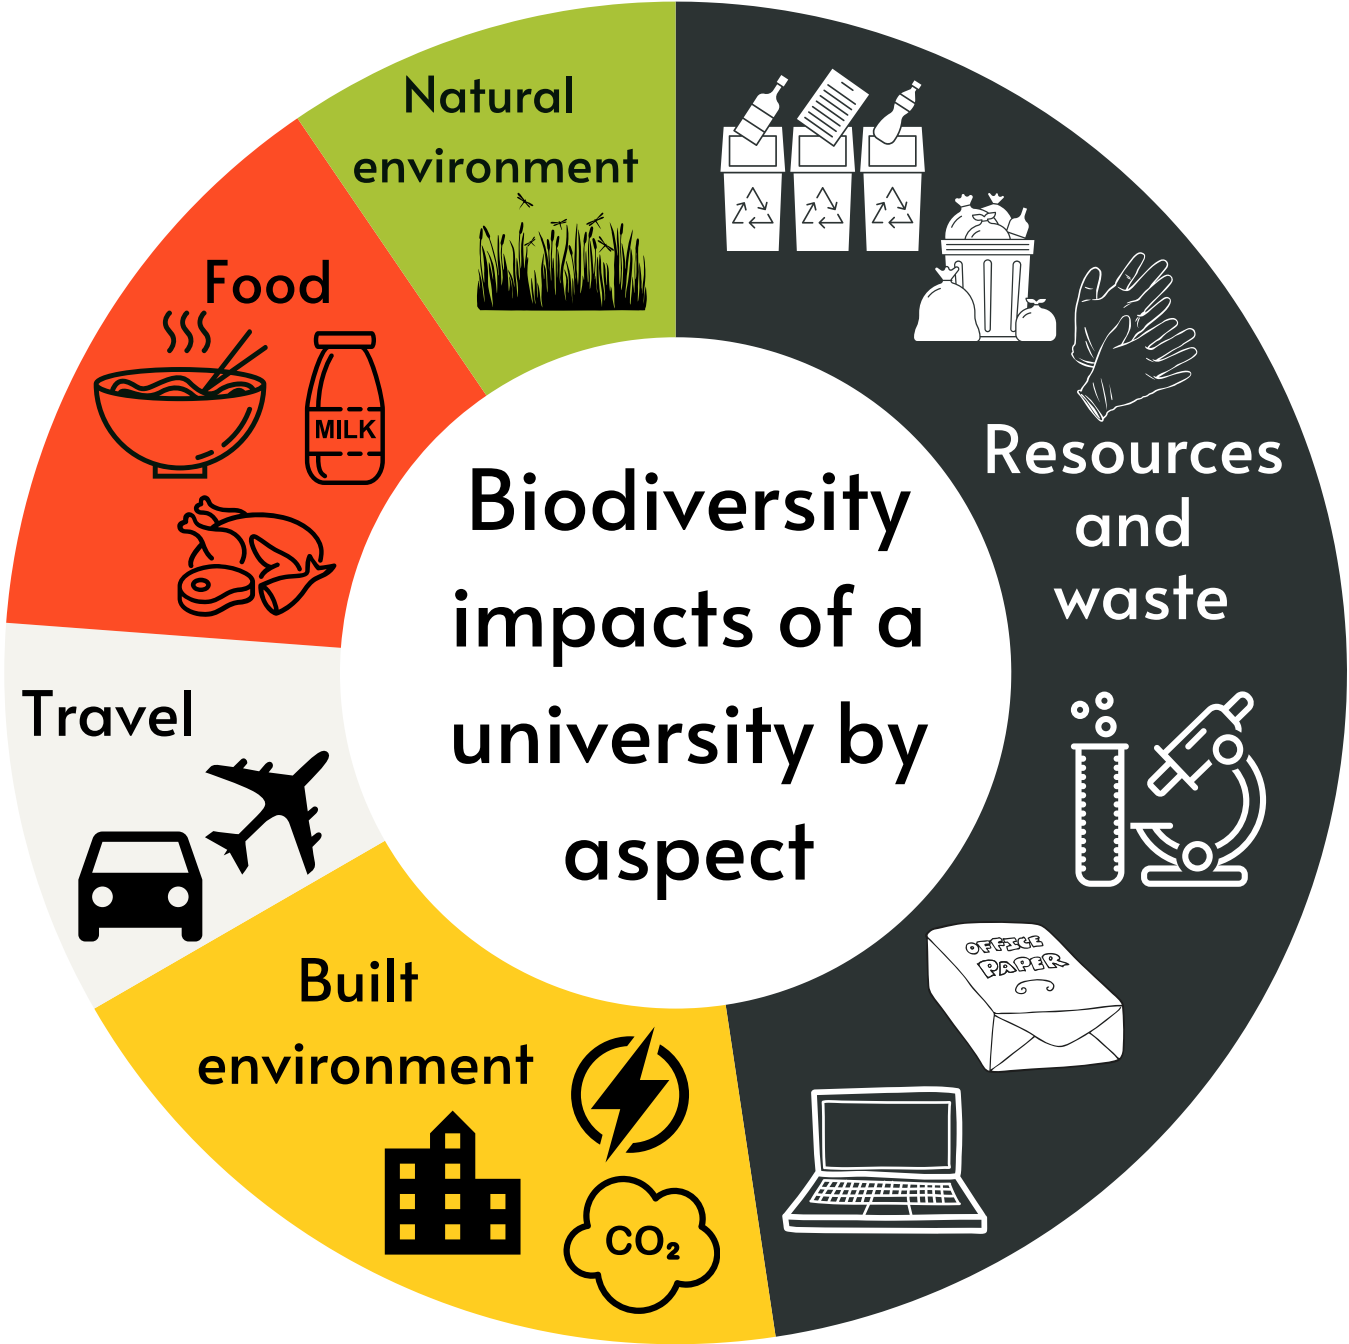 Natural
environment
Food
MILK
Travel
Built
environment
CO₂
Biodiversity
impacts of a
university by
aspect
Resources
and
waste
OFFICE
PAPER